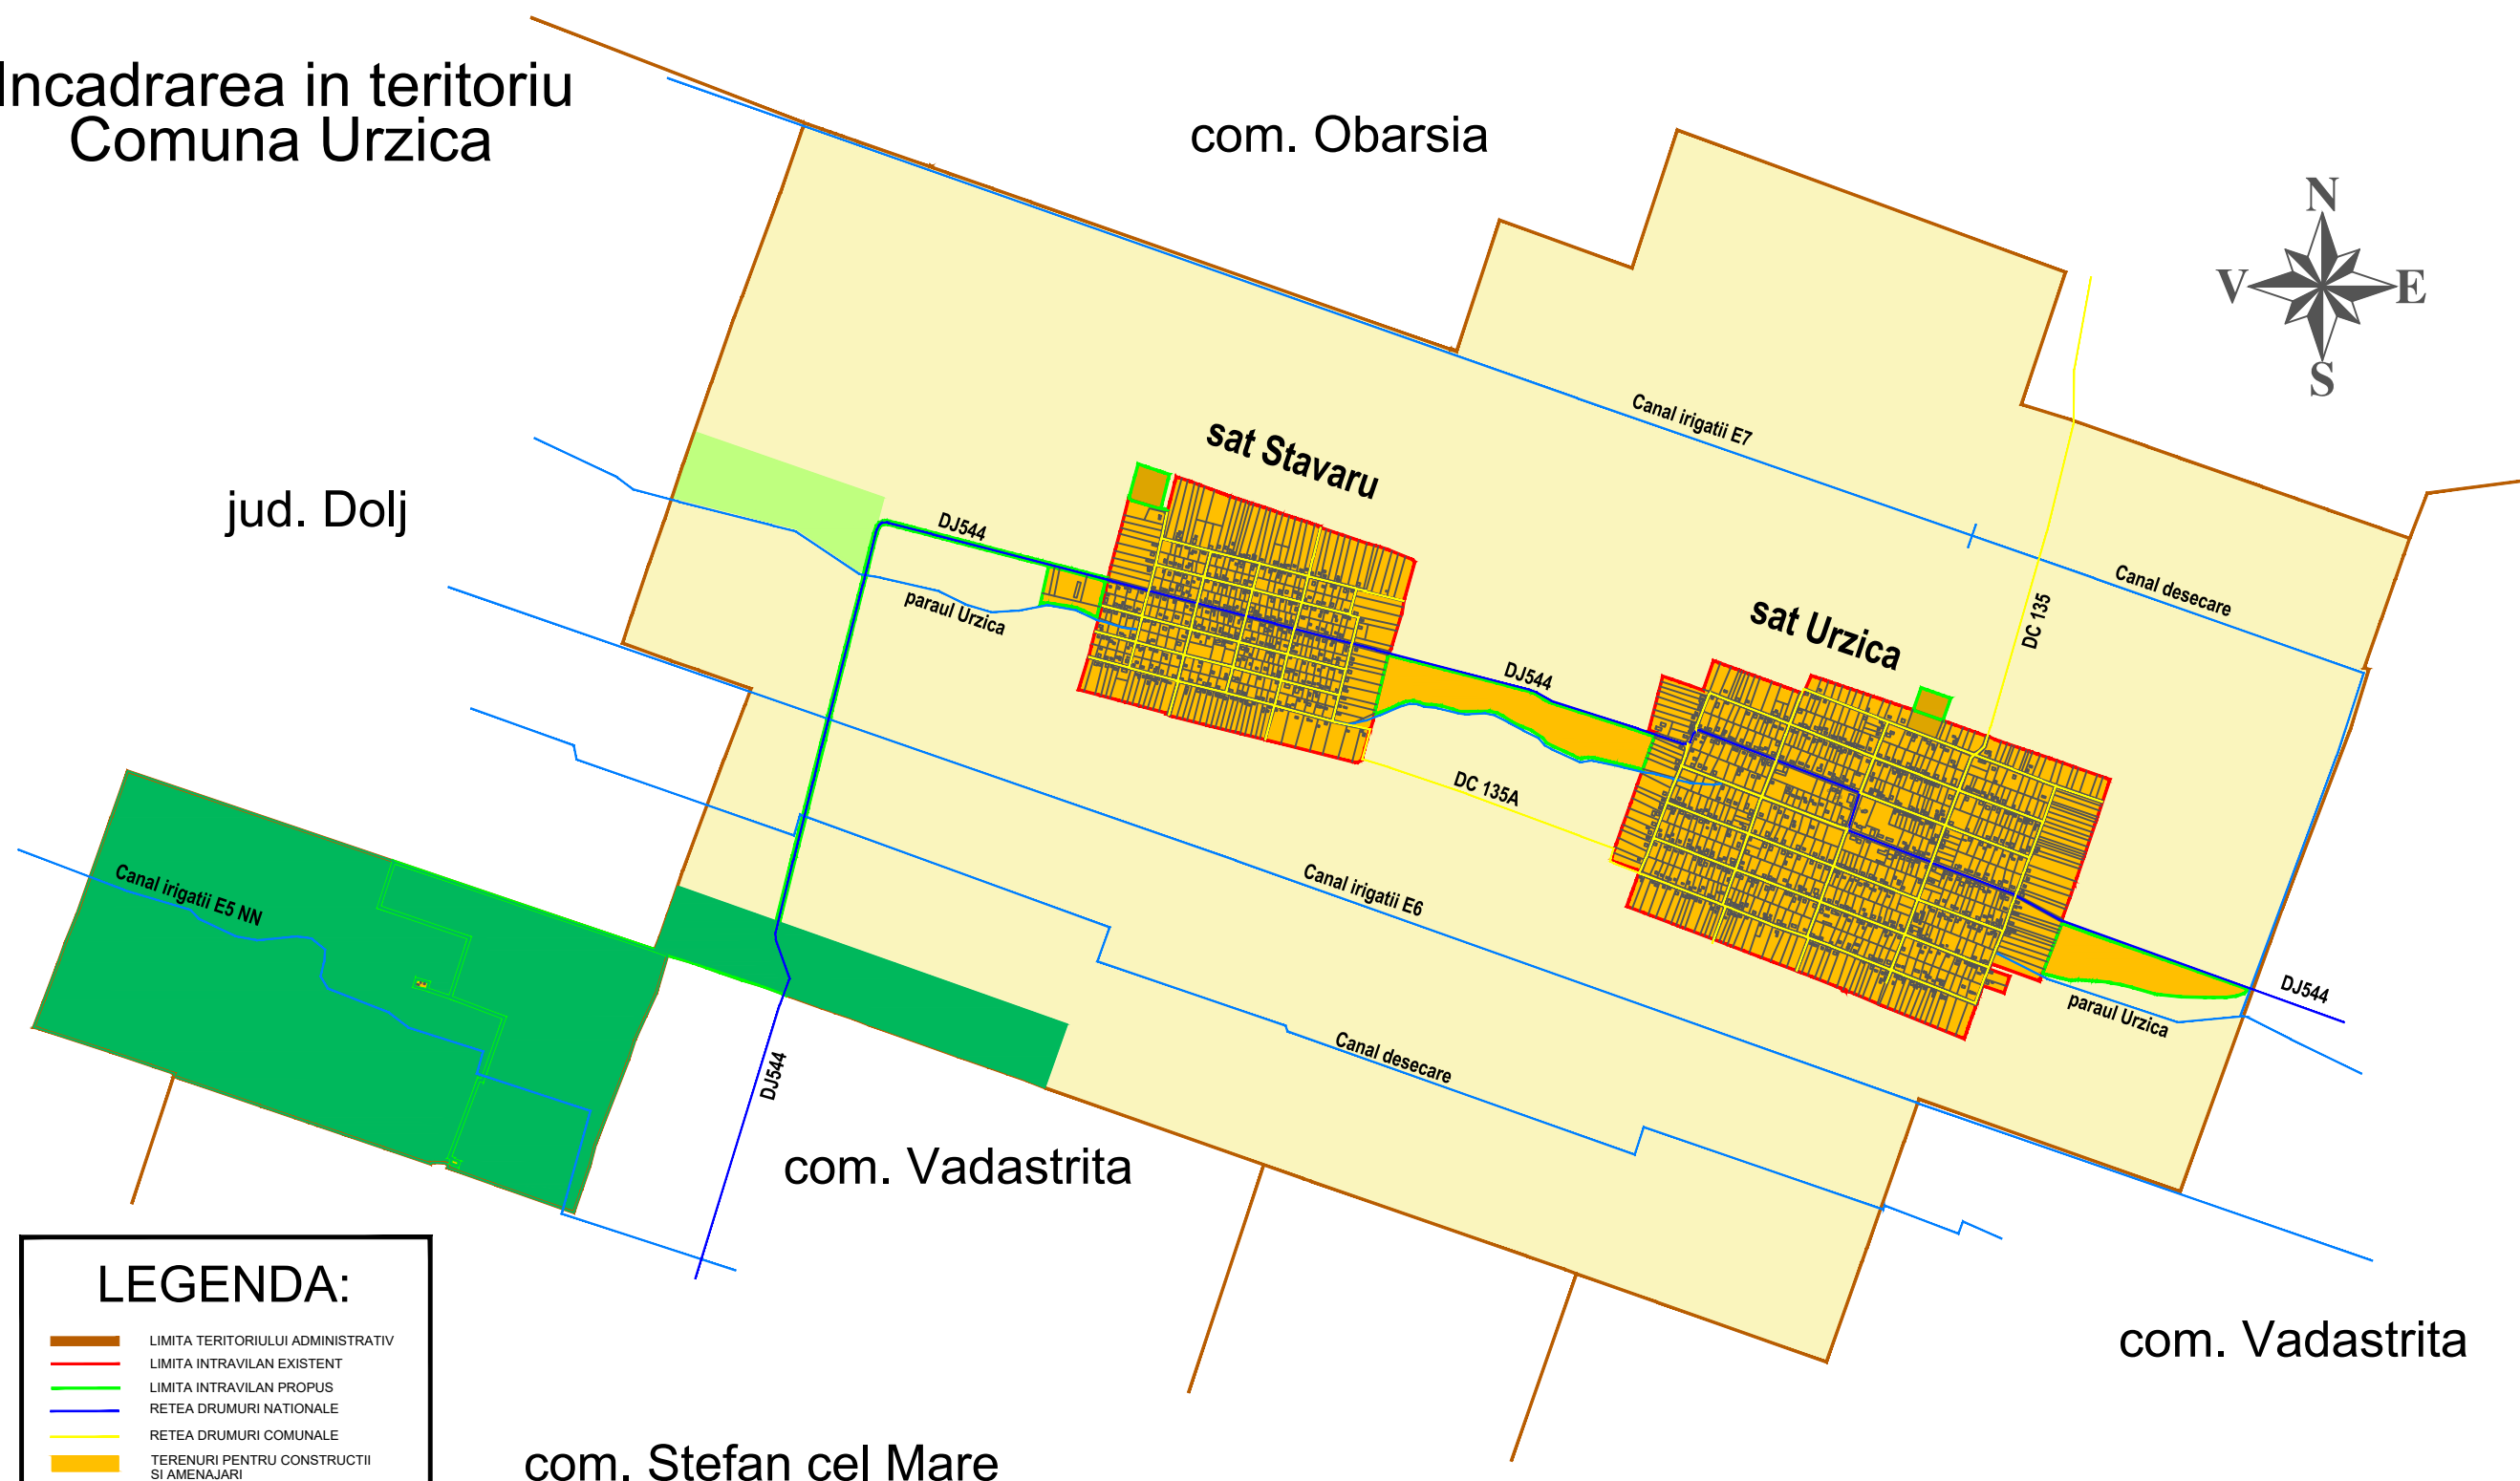 Incadrarea in teritoriu
Comuna Urzica
com. Obarsia
N
V
E
S
jud. Dolj
sat Stavaru
Canal irigatii E7
DJ544
paraul Urzica
Canal desecare
DC 135
sat Urzica
DJ544
DC 135A
Canal irigatii E5 NN
Canal irigatii E6
DJ544
paraul Urzica
Canal desecare
DJ544
com. Vadastrita
com. Vadastrita
com. Stefan cel Mare
LEGENDA:
LIMITA TERITORIULUI ADMINISTRATIV
LIMITA INTRAVILAN EXISTENT
LIMITA INTRAVILAN PROPUS
RETEA DRUMURI NATIONALE
RETEA DRUMURI COMUNALE
TERENURI PENTRU CONSTRUCTII
SI AMENAJARI